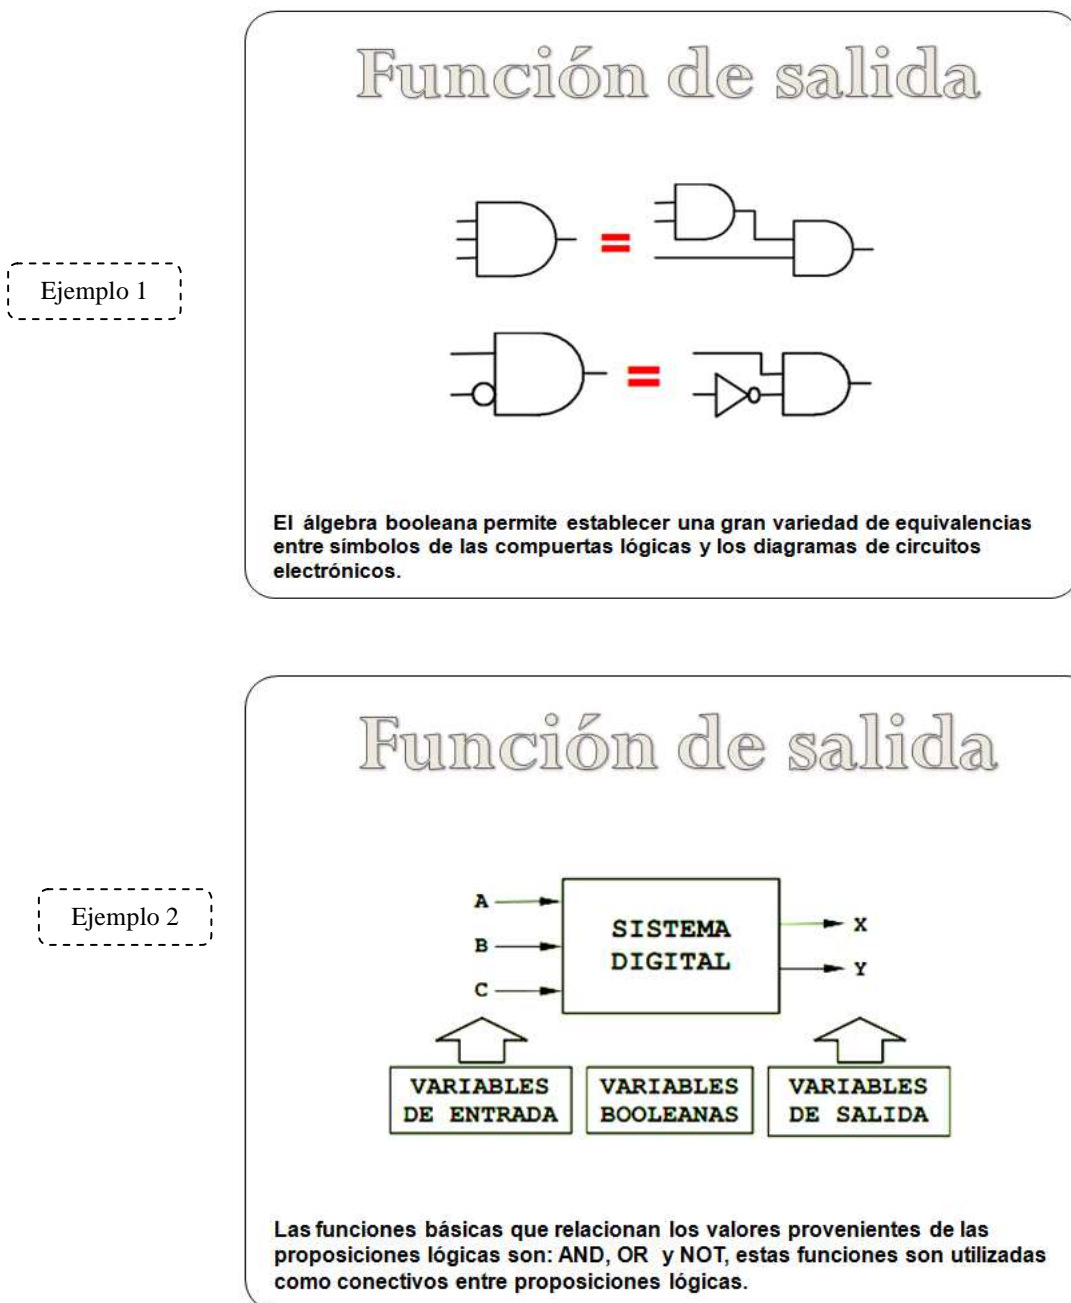 Función de salida
Ejemplo 1
=
=
El álgebra booleana permite establecer una gran variedad de equivalencias
entre símbolos de las compuertas lógicas y los diagramas de circuitos
electrónicos.
Función de salida
Ejemplo 2
A
B
C
SISTEMA
DIGITAL
X
Y
VARIABLES
DE ENTRADA
VARIABLES
BOOLEANAS
VARIABLES
DE SALIDA
Las funciones básicas que relacionan los valores provenientes de las
proposiciones lógicas son: AND, OR y NOT, estas funciones son utilizadas
como conectivos entre proposiciones lógicas.